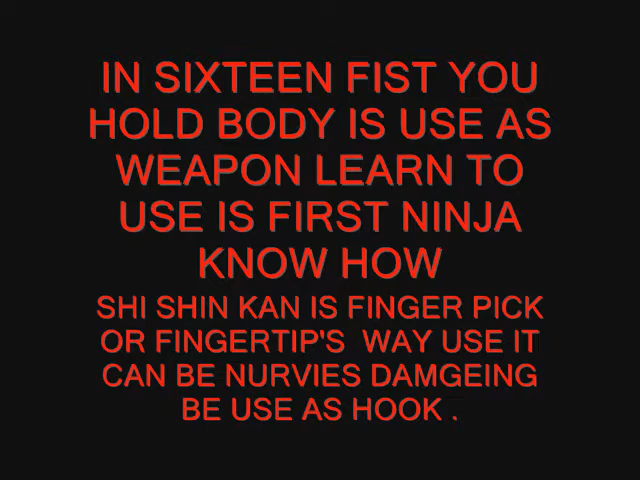 IN SIXTEEN FIST YOU
HOLD BODY IS USE AS
WEAPON LEARN TO
USE IS FIRST NINJA
KNOW HOW
SHI SHIN KAN IS FINGER PICK
OR FINGERTIP'S WAY USE IT
CAN BE NURVIES DAMGEING
BE USE AS HOOK .